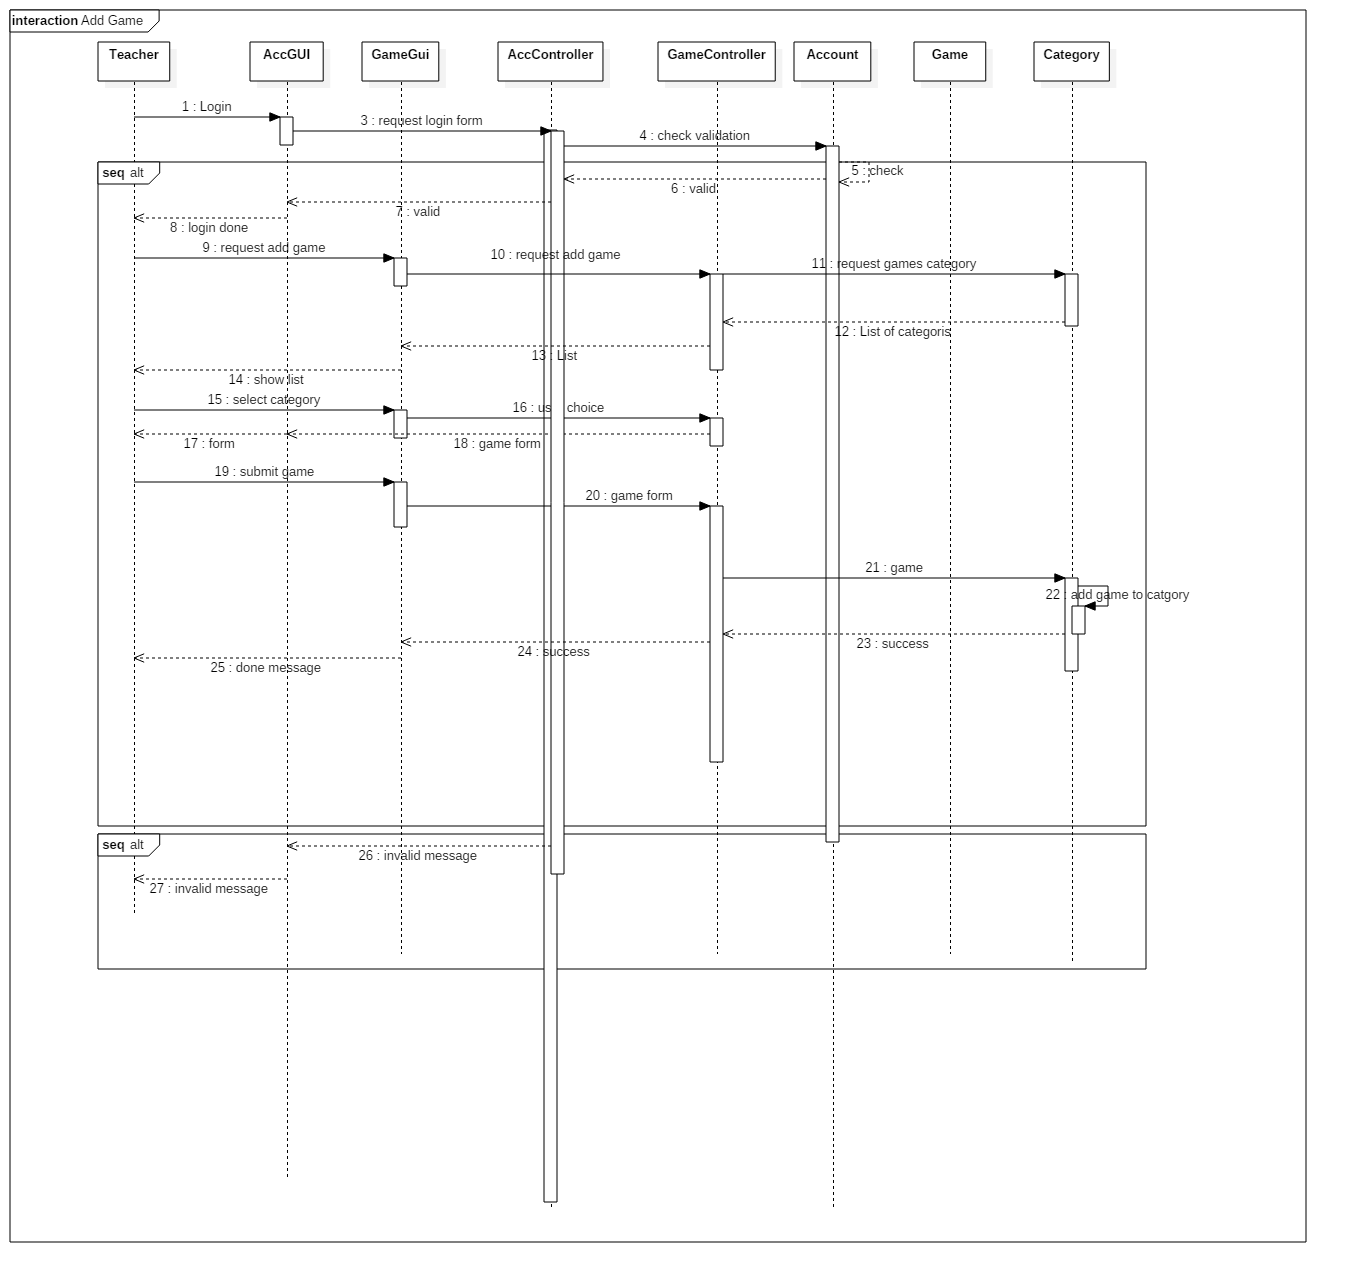 interaction Add Game
Teacher
AccGUI
GameGui
AccController
GameController
Account
Game
Category
1 : Login
3 : request login form
4 : check validation
seq alt
5 : check
6 : valid
7 : valid
8 : login done
9 : request add game
10 : request add game
11 : request games category
12 : List of categoris
13 : List
14 : show list
15 : select category
16 : us choice
17 : form
18 : game form
19 : submit game
20 : game form
21 : game
22 : add game to catgory
23 : success
24 : success
25 : done message
seq alt
26 : invalid message
27 : invalid message